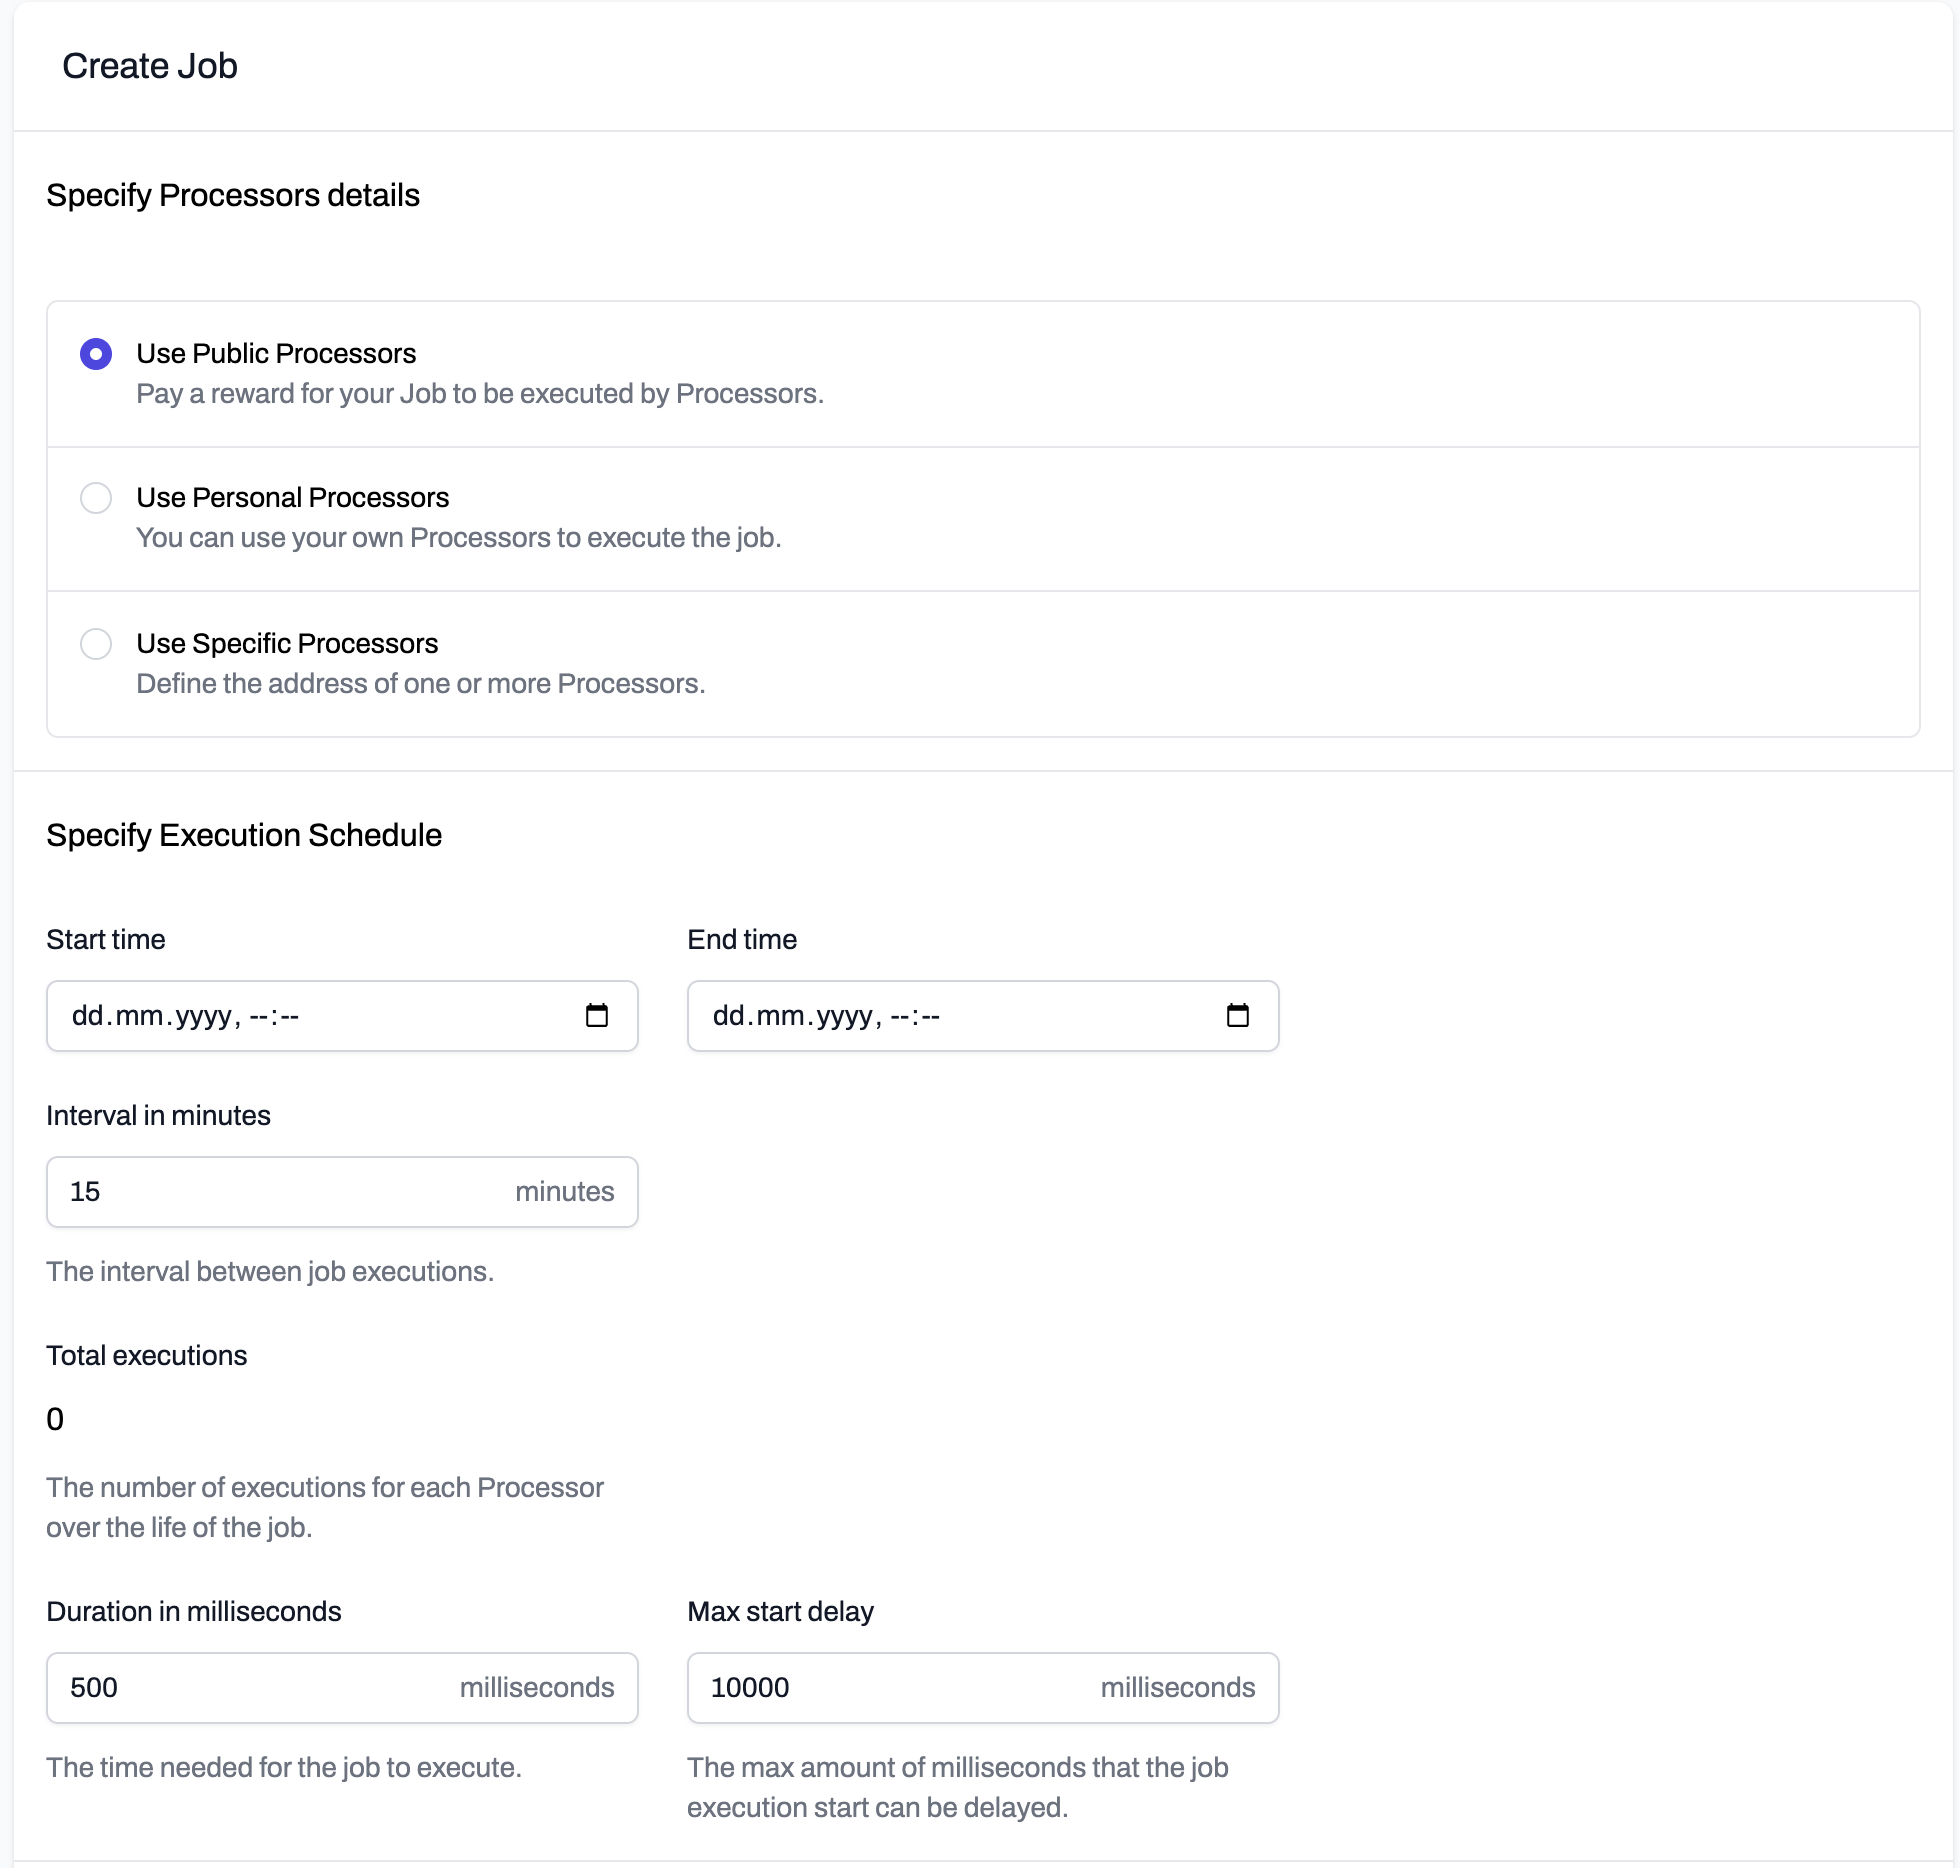 Create Job
Specify Processors details
Use Public Processors
Pay a reward for your Job to be executed by Processors.
Use Personal Processors
You can use your own Processors to execute the job.
Use Specific Processors
Define the address of one or more Processors.
Specify Execution Schedule
Start time
End time
dd.mm.yyyy, --:--
dd.mm.yyyy, --:--
Interval in minutes
15 minutes
The interval between job executions.
Total executions
0
The number of executions for each Processor
over the life of the job.
Duration in milliseconds
Max start delay
500 milliseconds
10000 milliseconds
The time needed for the job to execute.
The max amount of milliseconds that the job
execution start can be delayed.